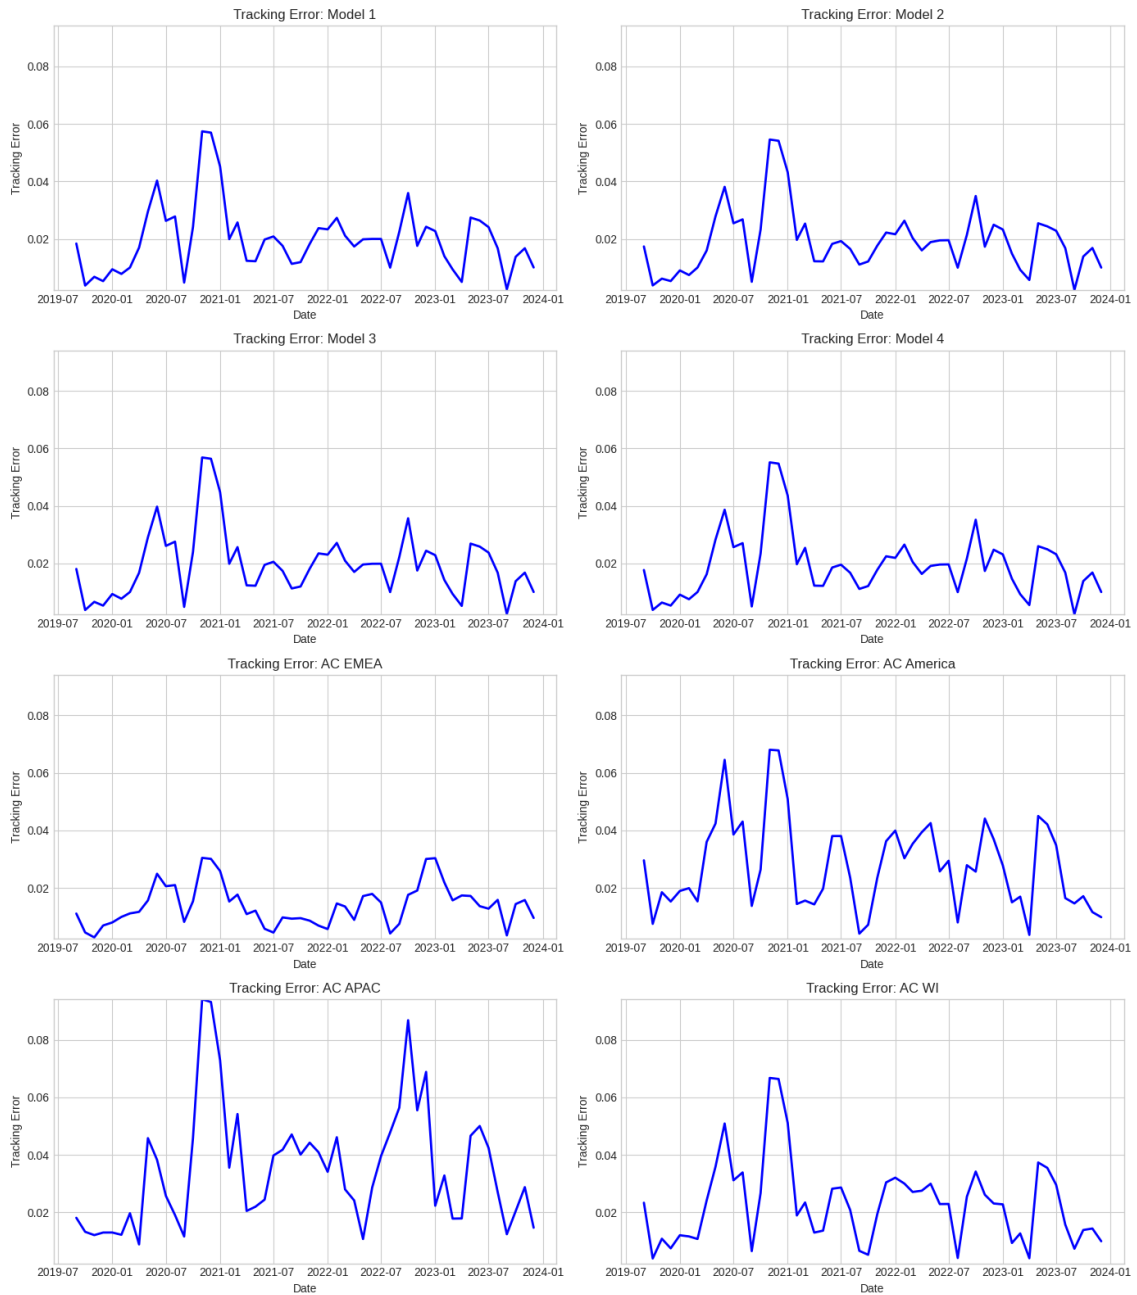 Tracking Error: Model 1
Tracking Error
0.08
0.06
0.04
0.02
2019-07 2020-01 2020-07 2021-01 2021-07 2022-01 2022-07 2023-01 2023-07 2024-01
Date
Tracking Error: Model 2
Tracking Error
0.08
0.06
0.04
0.02
2019-07 2020-01 2020-07 2021-01 2021-07 2022-01 2022-07 2023-01 2023-07 2024-01
Date
Tracking Error: Model 3
Tracking Error
0.08
0.06
0.04
0.02
2019-07 2020-01 2020-07 2021-01 2021-07 2022-01 2022-07 2023-01 2023-07 2024-01
Date
Tracking Error: Model 4
Tracking Error
0.08
0.06
0.04
0.02
2019-07 2020-01 2020-07 2021-01 2021-07 2022-01 2022-07 2023-01 2023-07 2024-01
Date
Tracking Error: AC EMEA
Tracking Error
0.08
0.06
0.04
0.02
2019-07 2020-01 2020-07 2021-01 2021-07 2022-01 2022-07 2023-01 2023-07 2024-01
Date
Tracking Error: AC America
Tracking Error
0.08
0.06
0.04
0.02
2019-07 2020-01 2020-07 2021-01 2021-07 2022-01 2022-07 2023-01 2023-07 2024-01
Date
Tracking Error: AC APAC
Tracking Error
0.08
0.06
0.04
0.02
2019-07 2020-01 2020-07 2021-01 2021-07 2022-01 2022-07 2023-01 2023-07 2024-01
Date
Tracking Error: AC WI
Tracking Error
0.08
0.06
0.04
0.02
2019-07 2020-01 2020-07 2021-01 2021-07 2022-01 2022-07 2023-01 2023-07 2024-01
Date